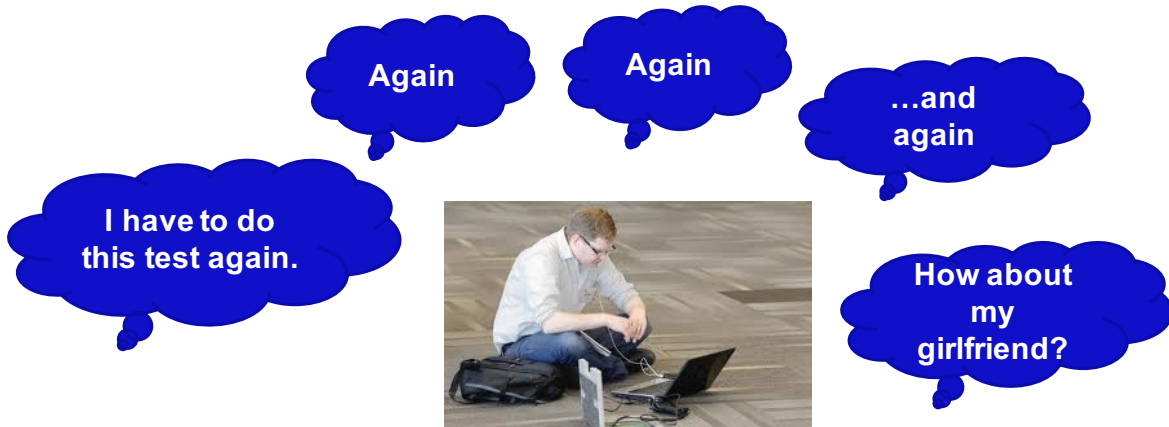 I have to do
this test again.
Again
Again
…and
again
How about
my
girlfriend?